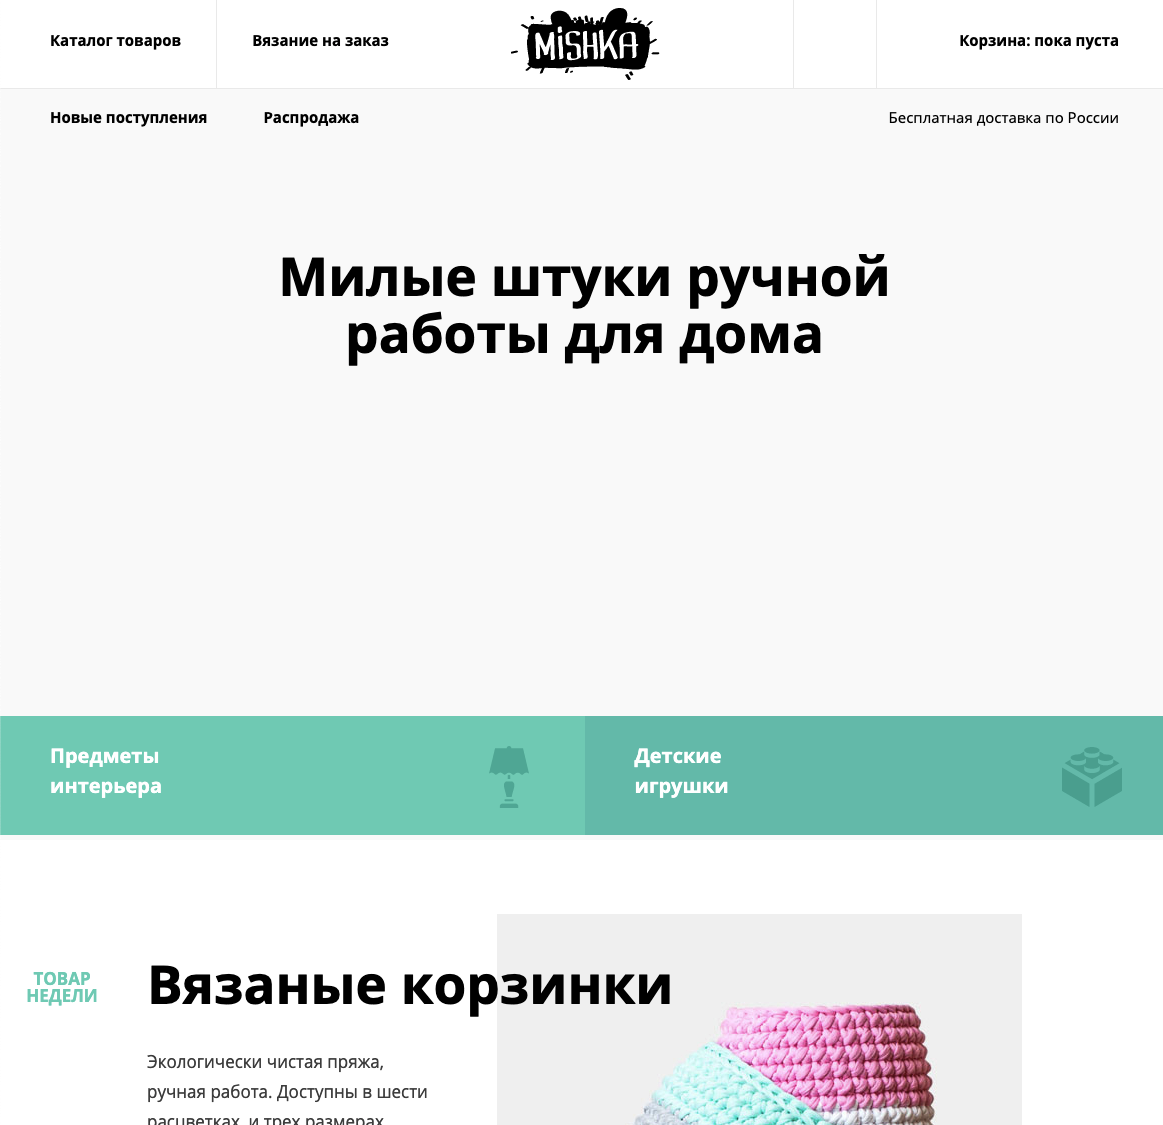 Каталог товаров
Вязание на заказ
MiSHKA
Корзина: пока пуста
Новые поступления
Распродажа
Бесплатная доставка по России
Милые штуки ручной
работы для дома
Предметы
интерьера
Детские
игрушки
ТОВАР
НЕДЕЛИ
Вязаные корзинки
Экологически чистая пряжа,
ручная работа. Доступны в шести
расцветках, и трех размерах